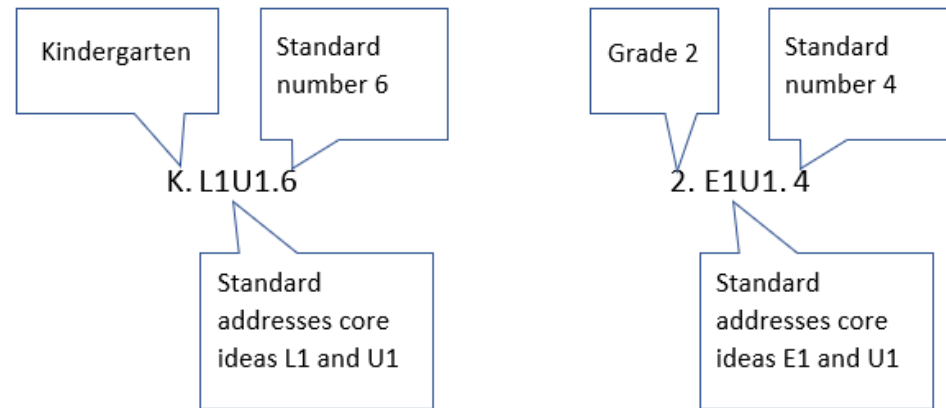 Kindergarten
Standard
number 6
Grade 2
Standard
number 4
K. L1U1.6
2. E1U1. 4
Standard
addresses core
ideas L1 and U1
Standard
addresses core
ideas E1 and U1